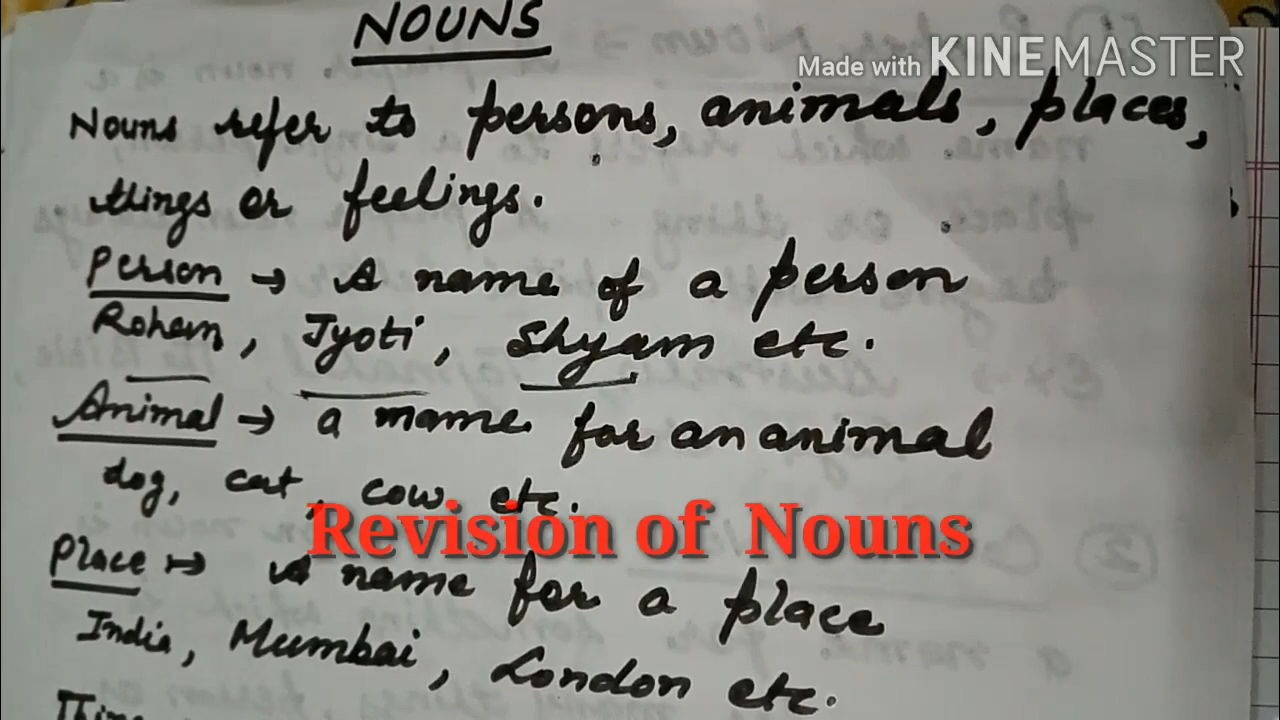 NOUNS
Made with KINEMASTER
Nouns refer to persons, animals, places,
things or feelings.
Person → A name of a person
Roham, Jyoti, Shyam etc.
Animal → a name for an animal
dog, cat, cow etc.
Revision of Nouns
Place → A name for a place
India, Mumbai, London etc.